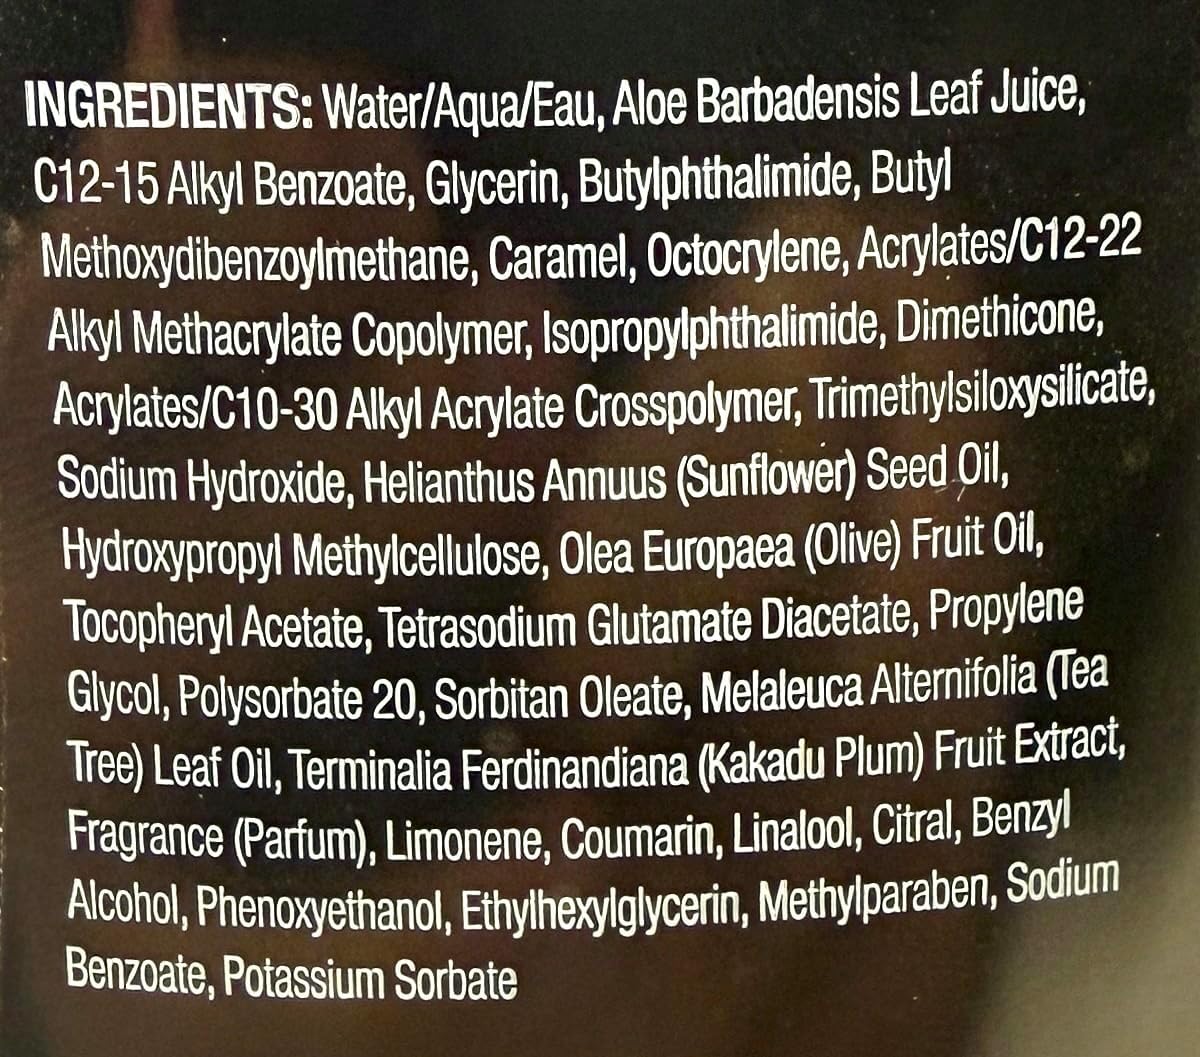 INGREDIENTS: Water/Aqua/Eau, Aloe Barbadensis Leaf Juice,
C12-15 Alkyl Benzoate, Glycerin, Butylphthalimide, Butyl
Methoxydibenzoylmethane, Caramel, Octocrylene, Acrylates/C12-22
Alkyl Methacrylate Copolymer, Isopropylphthalimide, Dimethicone,
Acrylates/C10-30 Alkyl Acrylate Crosspolymer, Trimethylsiloxysilicate,
Sodium Hydroxide, Helianthus Annuus (Sunflower) Seed Oil,
Hydroxypropyl Methylcellulose, Olea Europaea (Olive) Fruit Oil,
Tocopheryl Acetate, Tetrasodium Glutamate Diacetate, Propylene
Glycol, Polysorbate 20, Sorbitan Oleate, Melaleuca Alternifolia (Tea
Tree) Leaf Oil, Terminalia Ferdinandiana (Kakadu Plum) Fruit Extract,
Fragrance (Parfum), Limonene, Coumarin, Linalool, Citral, Benzyl
Alcohol, Phenoxyethanol, Ethylhexylglycerin, Methylparaben, Sodium
Benzoate, Potassium Sorbate